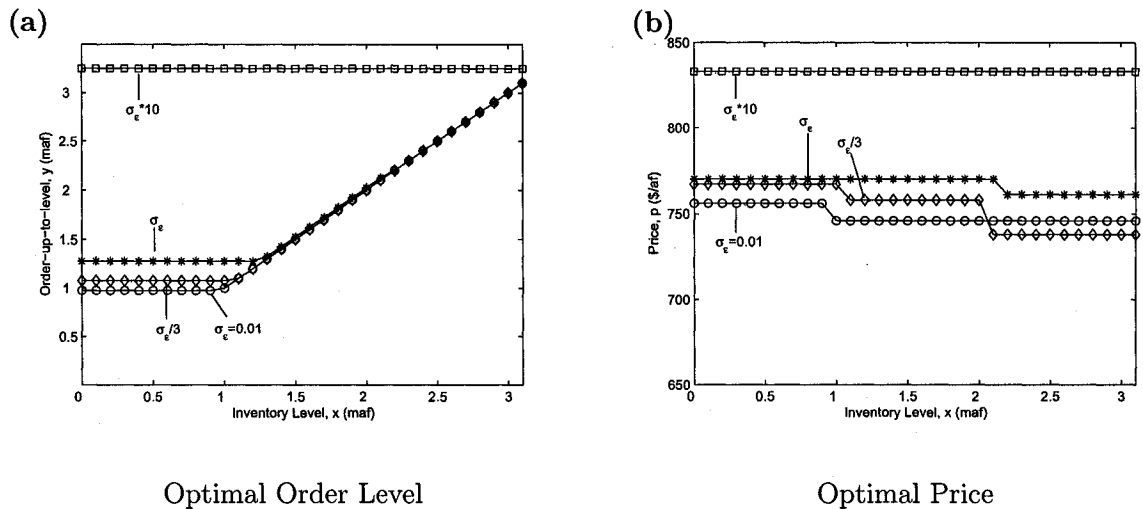 (a)
3
2.5
2
1.5
1
0.5
Order-up-to-level, y (maf)
σε*10
σε
σε/3
σε=0.01
0 0.5 1 1.5 2 2.5 3
Inventory Level, x (maf)
Optimal Order Level
(b)
850
800
750
700
650
Price, p ($/af)
σε*10
σε
σε/3
σε=0.01
0 0.5 1 1.5 2 2.5 3
Inventory Level, x (maf)
Optimal Price